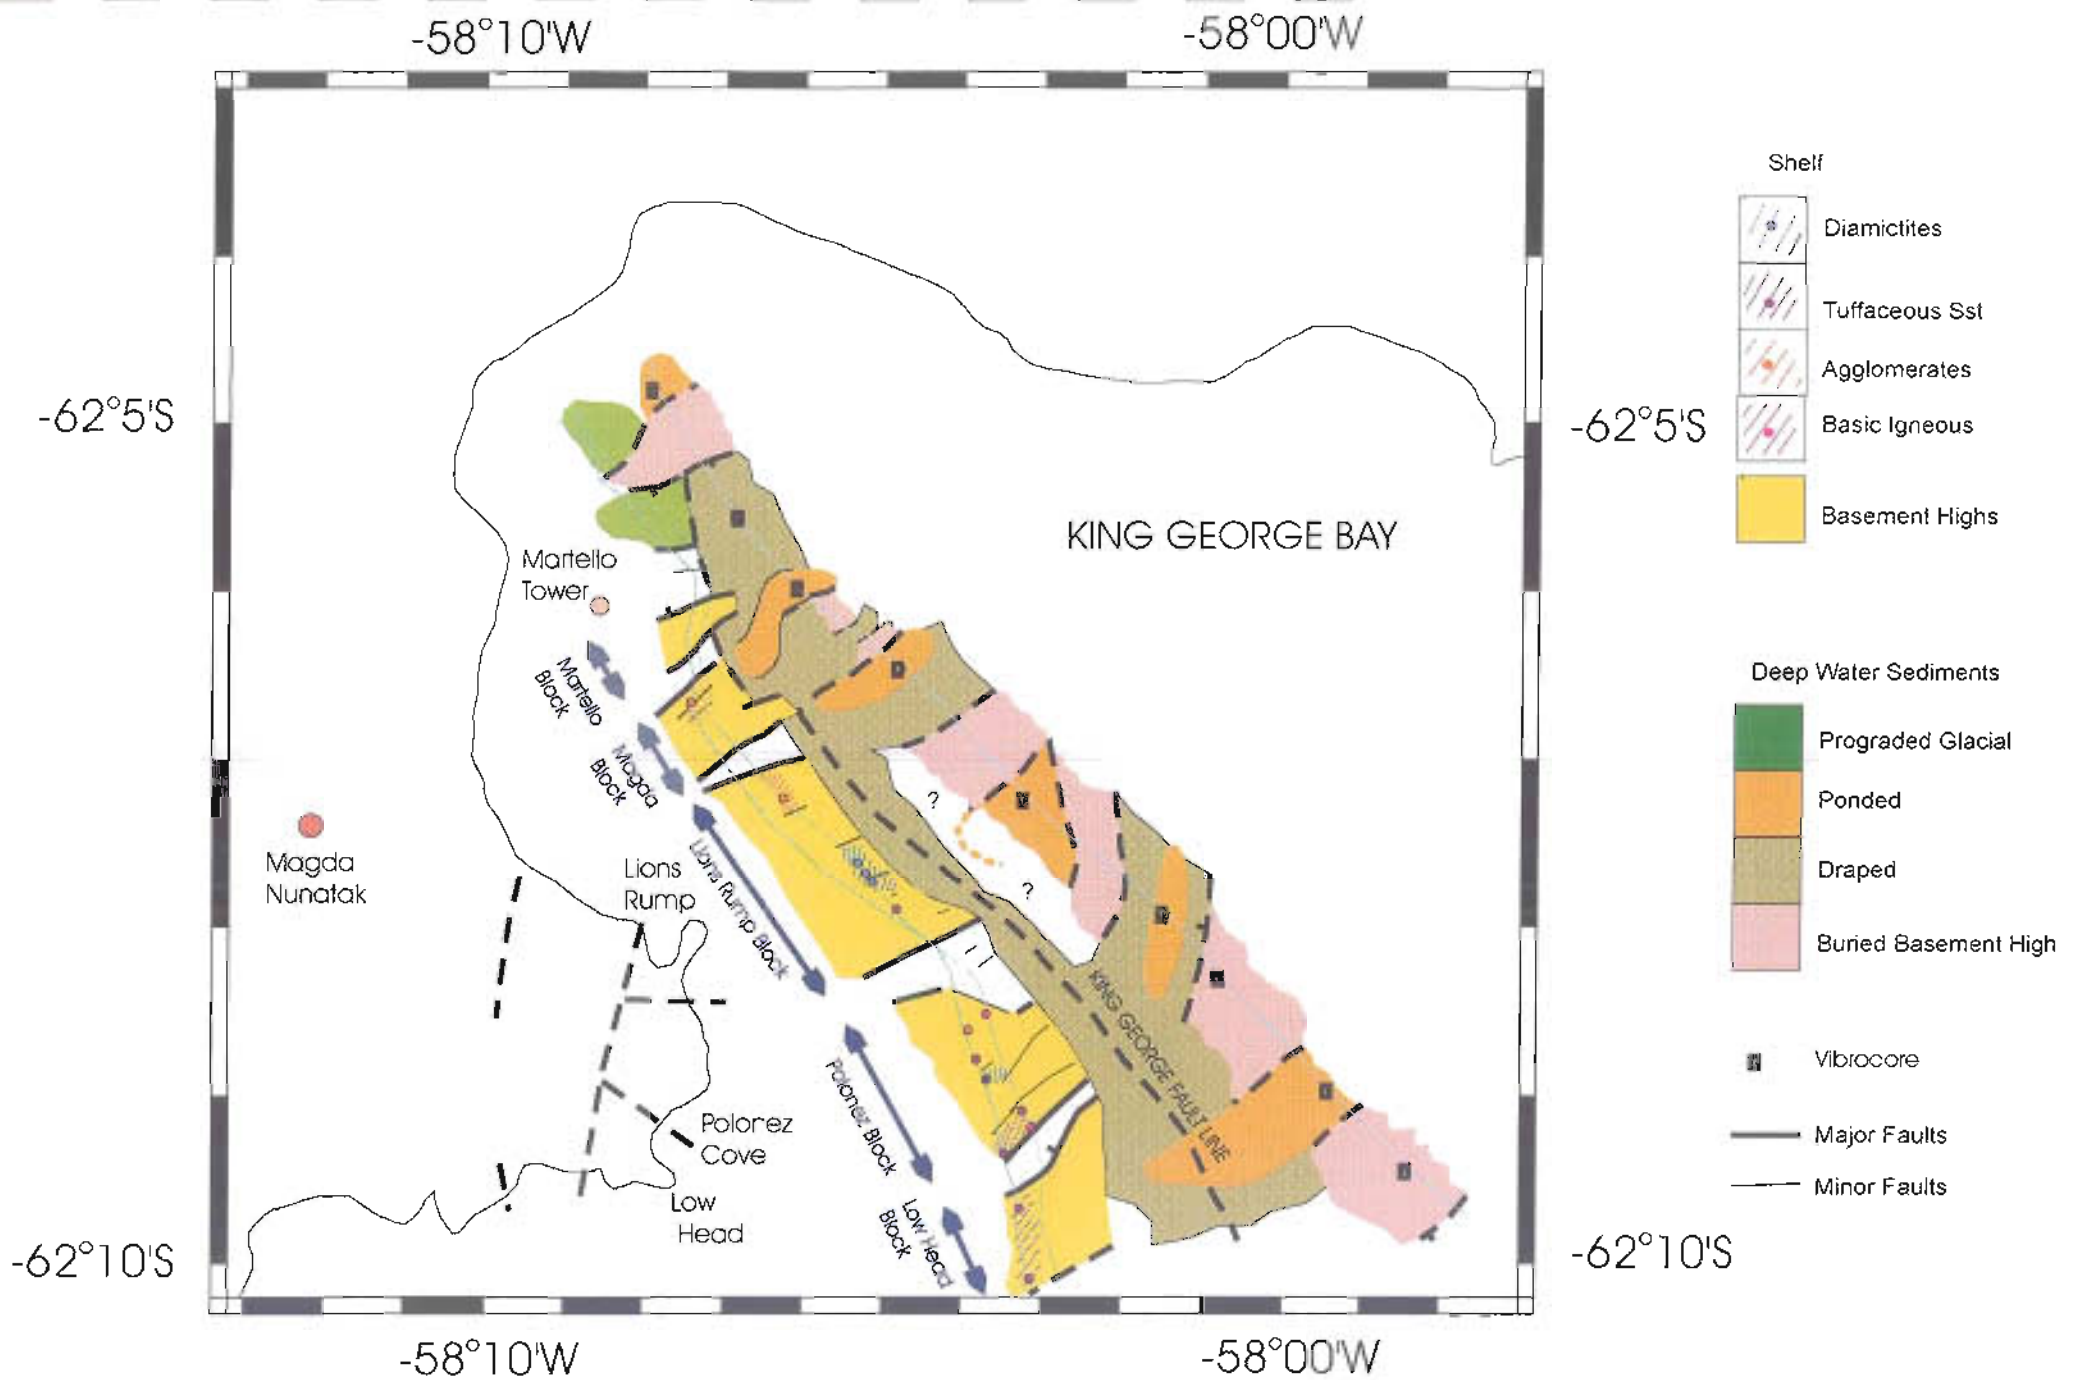 -58°10'W
-58°00'W
Shelf
Diamictites
Tuffaceous Sst
Agglomerates
Basic Igneous
Basement Highs
-62°5'S
-62°5'S
KING GEORGE BAY
Martello
Tower
Martello
Block
Magda
Block
Magda
Nunatak
Lions
Rump
Lions Rump Block
?
?
KING GEORGE FAULT LINE
Polonez Block
Polonez
Cove
Low
Head
Low Head
Block
Deep Water Sediments
Prograded Glacial
Ponded
Draped
Buried Basement High
Vibrocore
Major Faults
Minor Faults
-62°10'S
-62°10'S
-58°10'W
-58°00'W